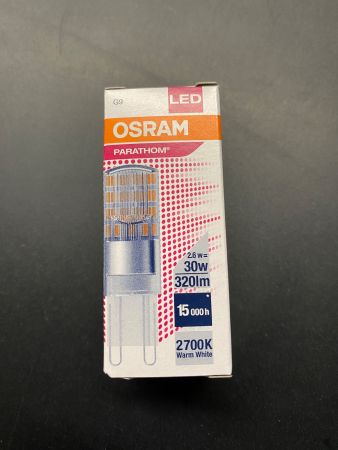 G9
LED
OSRAM
PARATHOM®
2.6 w=
30w
320lm
15 000 h
2700K
Warm White